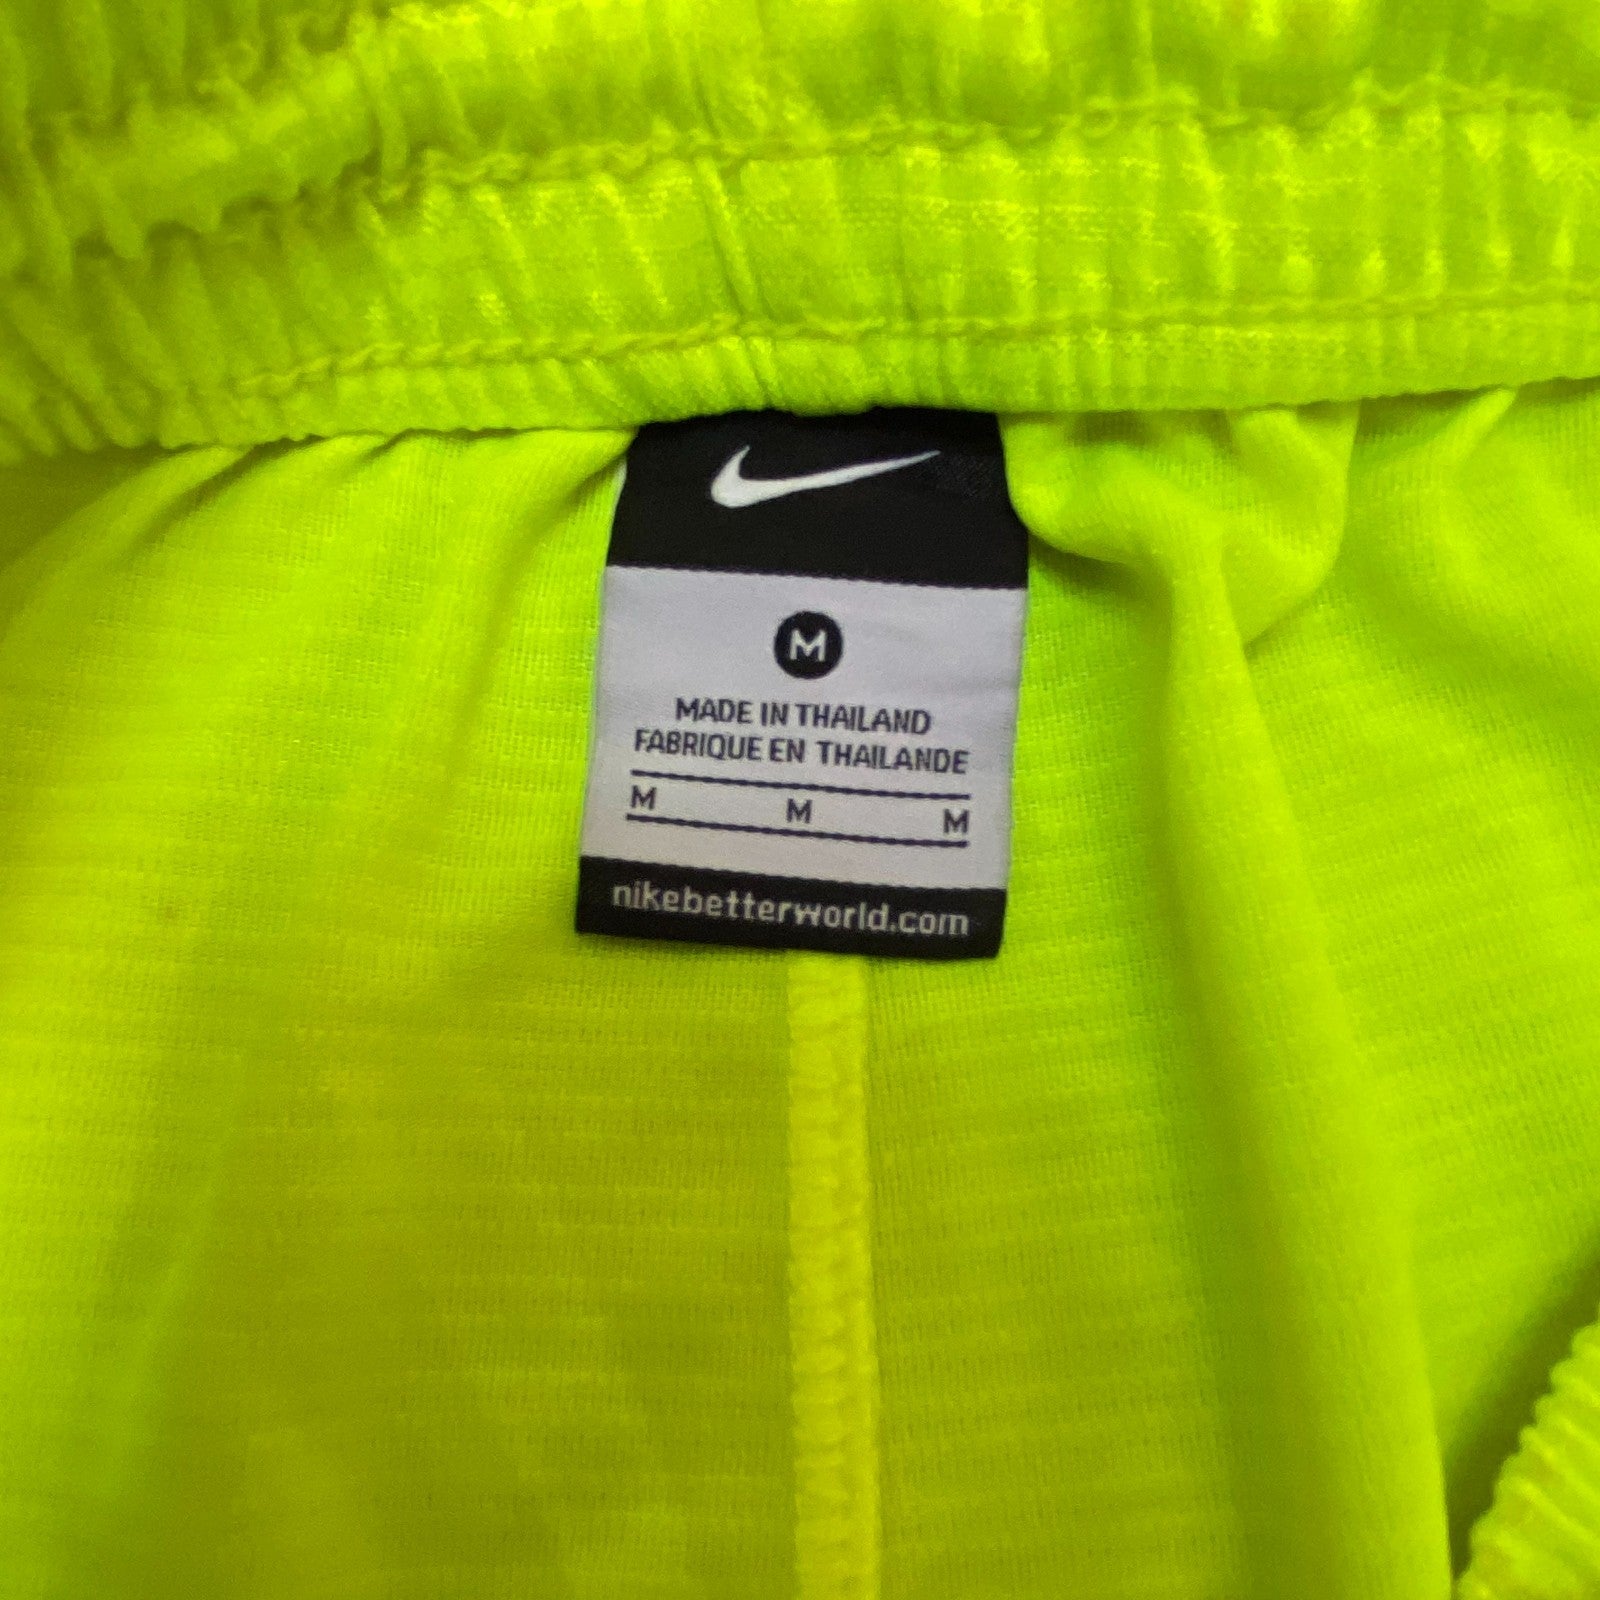 M
MADE IN THAILAND
FABRIQUE EN THAILANDE
M M M
nikebetterworld.com